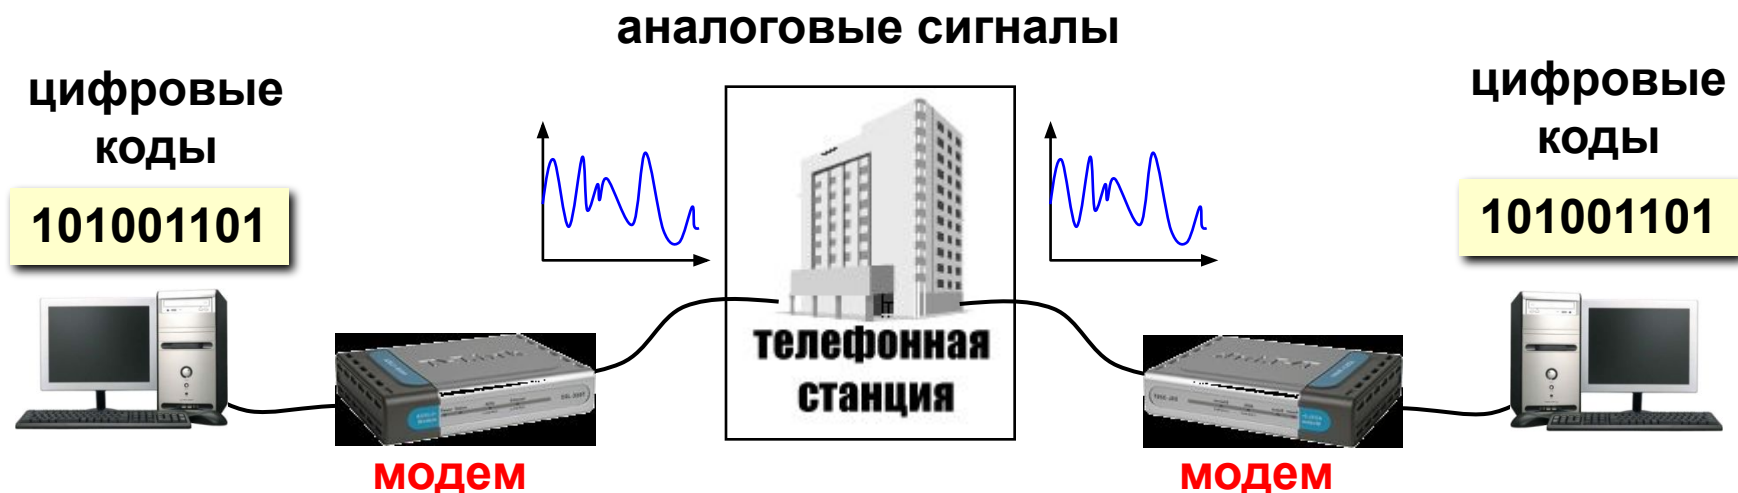 аналоговые сигналы
цифровые
коды
101001101
цифровые
коды
101001101
телефонная
станция
модем
модем